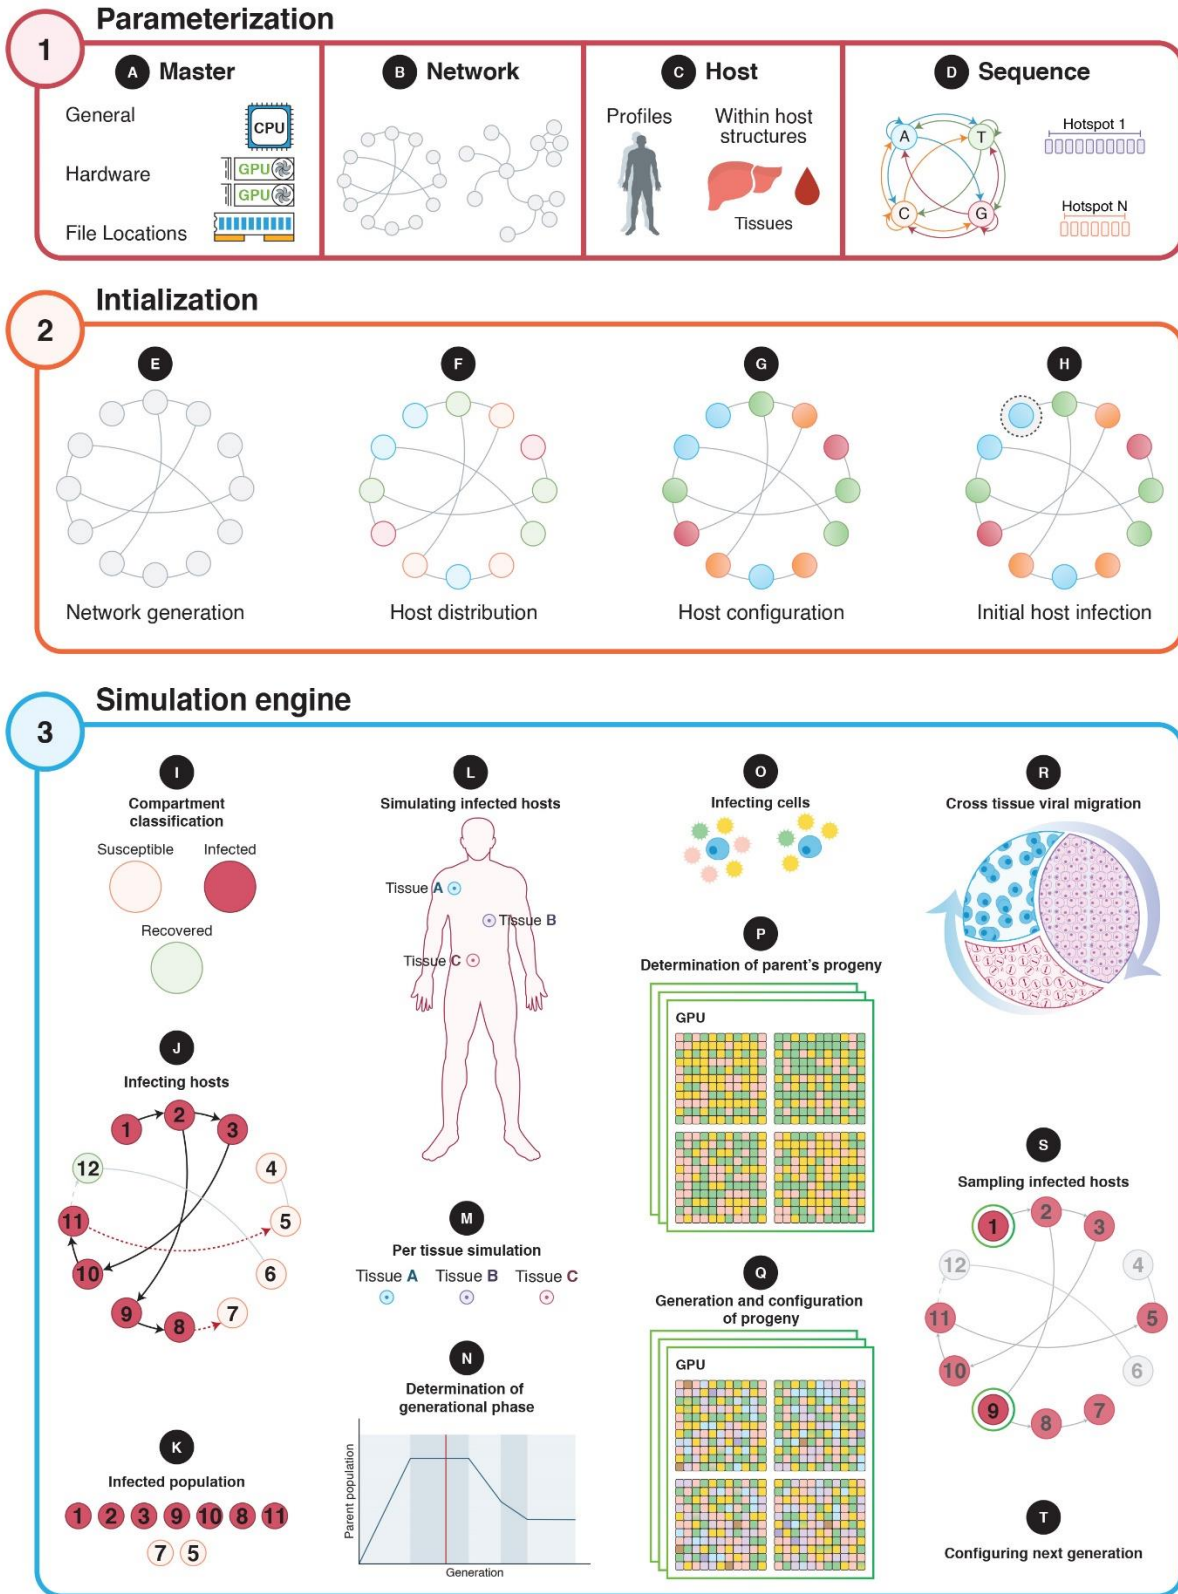 1
Parameterization
A Master
General
CPU
Hardware
GPU
GPU
File Locations
B Network
C Host
Profiles
Within host
structures
Tissues
D Sequence
A
T
C
G
Hotspot 1
Hotspot N
2
Intialization
E
Network generation
F
Host distribution
G
Host configuration
H
Initial host infection
3
Simulation engine
I
Compartment
classification
Susceptible
Infected
Recovered
J
Infecting hosts
1
2
3
4
5
6
7
8
9
10
11
12
K
Infected population
1 2 3 9 10 8 11
7 5
L
Simulating infected hosts
Tissue A
Tissue B
Tissue C
M
Per tissue simulation
Tissue A Tissue B Tissue C
N
Determination of
generational phase
Parent population
Generation
O
Infecting cells
P
Determination of parent's progeny
GPU
Q
Generation and configuration
of progeny
GPU
R
Cross tissue viral migration
S
Sampling infected hosts
1
2
3
4
5
6
7
8
9
10
11
12
T
Configuring next generation